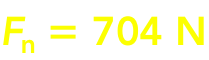 Fₙ = 704 N